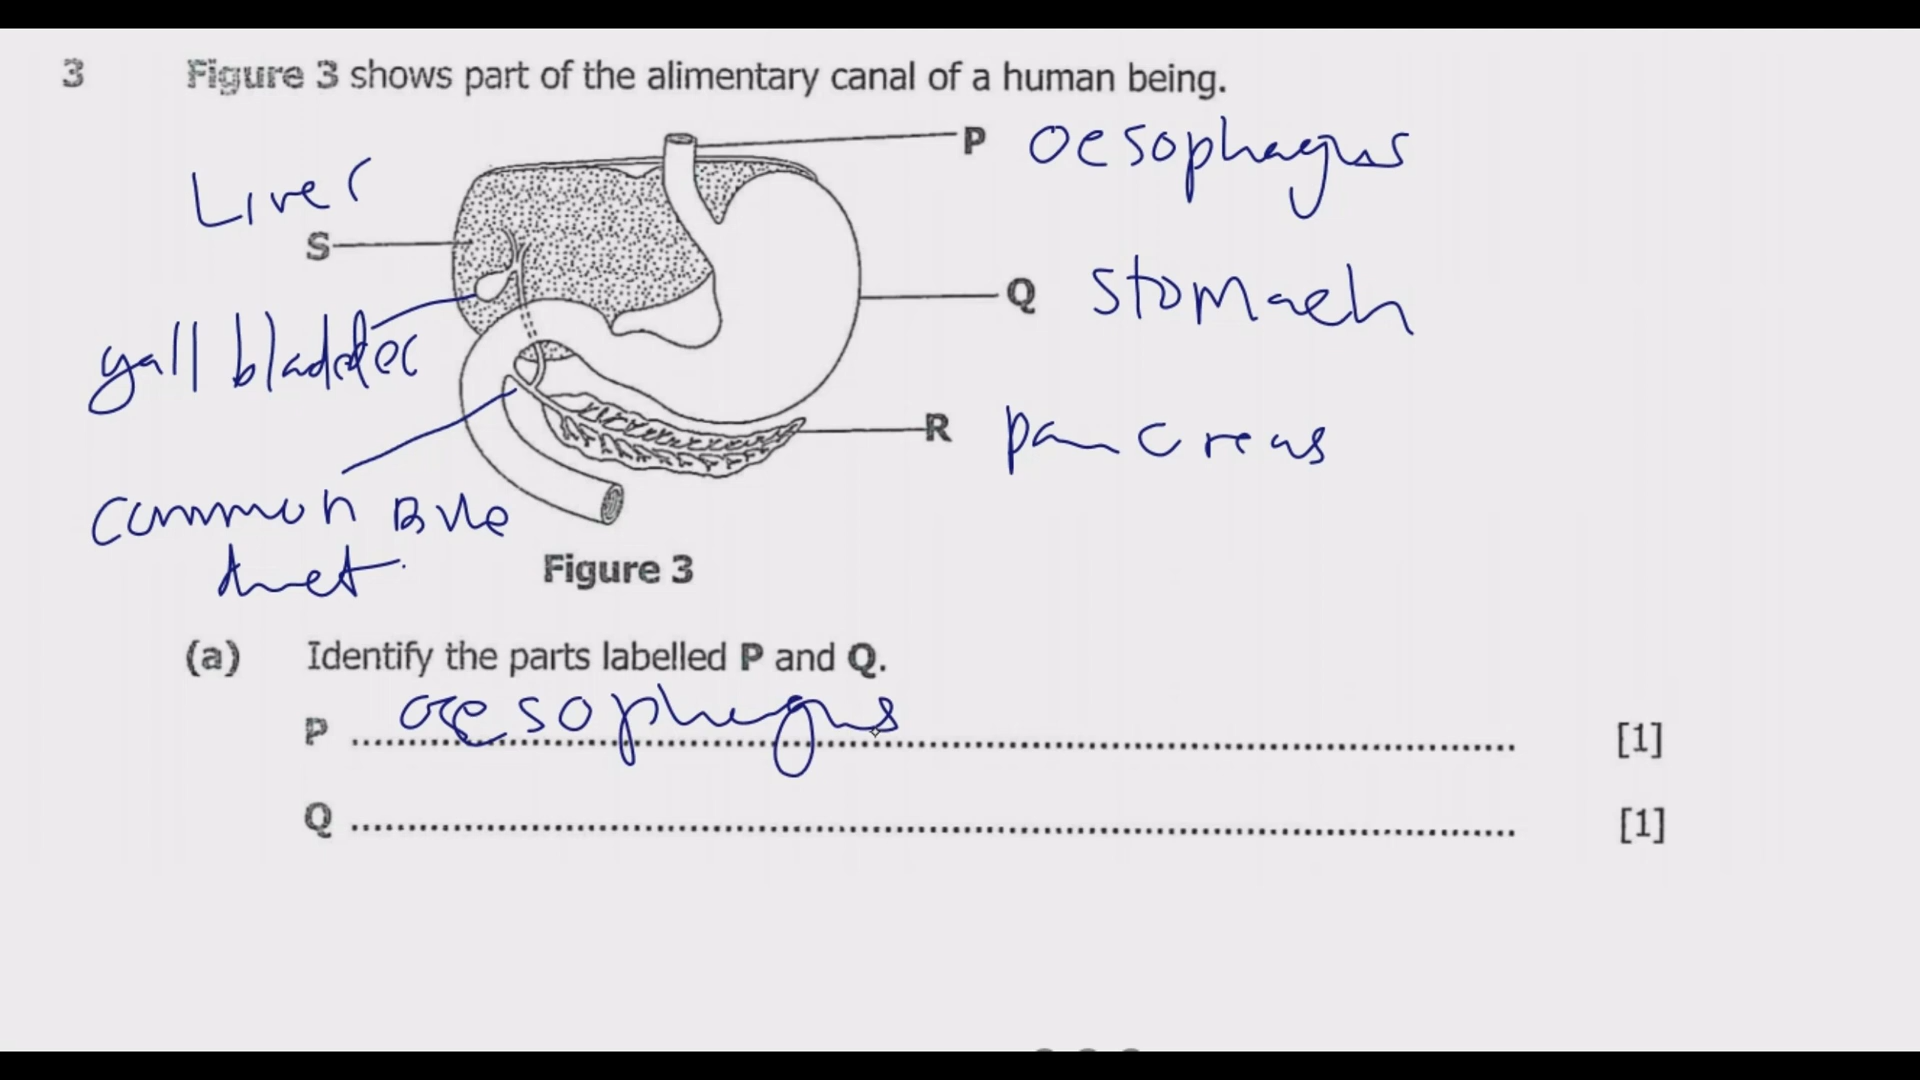 3 Figure 3 shows part of the alimentary canal of a human being.
P oesophagus
Liver
S
Q stomach
gall bladder
R pancreas
common Bile
duct.
Figure 3
(a) Identify the parts labelled P and Q.
P oesophagus [1]
Q [1]